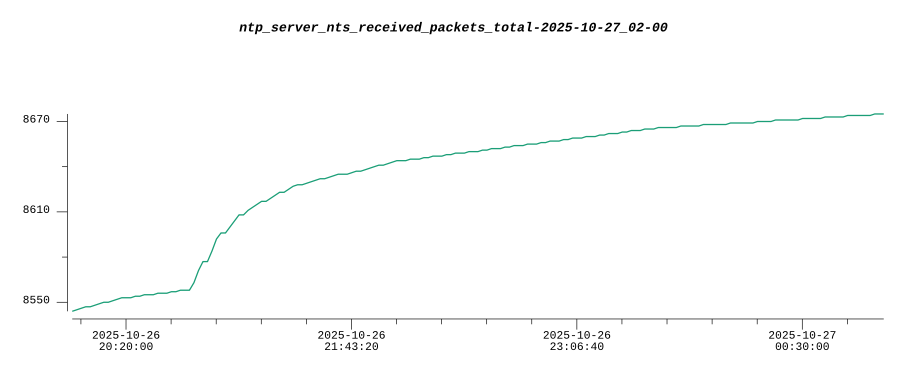 ntp_server_nts_received_packets_total-2025-10-27_02-00
8670
8610
8550
2025-10-26 2025-10-26 2025-10-26 2025-10-27
20:20:00 21:43:20 23:06:40 00:30:00